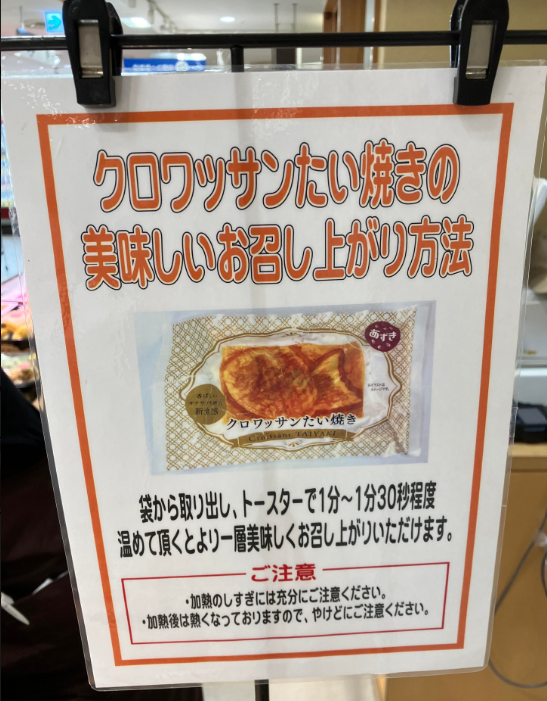 クロワッサンたい焼きの
美味しいお召し上がり方法
あずき
クロワッサンたい焼き
Croissant TAIYAKI
袋から取り出し、トースターで1分～1分30秒程度
温めて頂くとより一層美味しくお召し上がりいただけます。
ご注意
・加熱のしすぎには充分にご注意ください。
・加熱後は熱くなっておりますので、やけどにご注意ください。